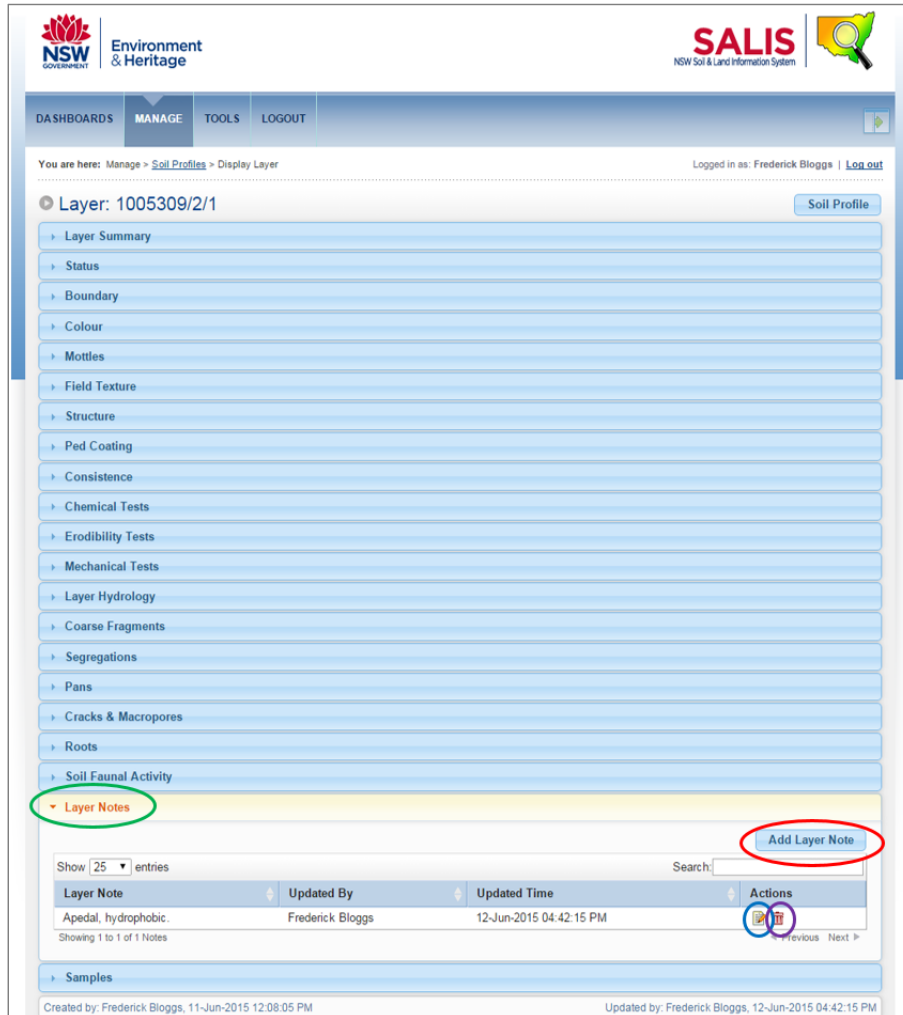 NSW
GOVERNMENT
Environment
& Heritage
SALIS
NSW Soil & Land Information System
DASHBOARDS MANAGE TOOLS LOGOUT
You are here: Manage > Soil Profiles > Display Layer
Logged in as: Frederick Bloggs | Log out
Layer: 1005309/2/1
Soil Profile
Layer Summary
Status
Boundary
Colour
Mottles
Field Texture
Structure
Ped Coating
Consistence
Chemical Tests
Erodibility Tests
Mechanical Tests
Layer Hydrology
Coarse Fragments
Segregations
Pans
Cracks & Macropores
Roots
Soil Faunal Activity
Layer Notes
Add Layer Note
Show 25 entries
Search:
Layer Note Updated By Updated Time Actions
Apedal, hydrophobic. Frederick Bloggs 12-Jun-2015 04:42:15 PM
Showing 1 to 1 of 1 Notes
Previous Next
Samples
Created by: Frederick Bloggs, 11-Jun-2015 12:08:05 PM
Updated by: Frederick Bloggs, 12-Jun-2015 04:42:15 PM